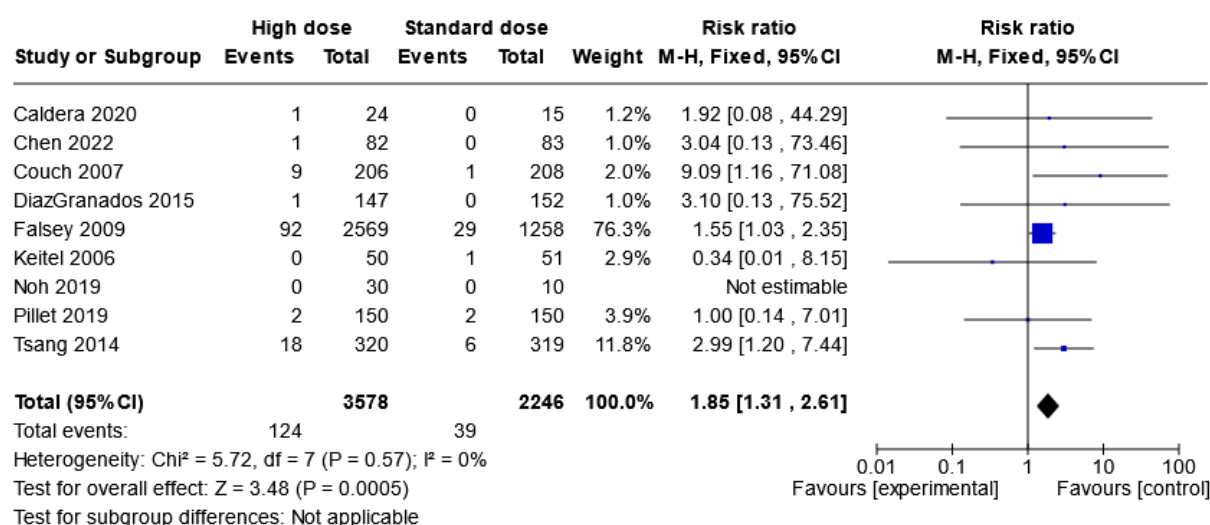 High dose Standard dose Risk ratio Risk ratio
Study or Subgroup Events Total Events Total Weight M-H, Fixed, 95% CI M-H, Fixed, 95% CI
Caldera 2020 1 24 0 15 1.2% 1.92 [0.08 , 44.29]
Chen 2022 1 82 0 83 1.0% 3.04 [0.13 , 73.46]
Couch 2007 9 206 1 208 2.0% 9.09 [1.16 , 71.08]
DiazGranados 2015 1 147 0 152 1.0% 3.10 [0.13 , 75.52]
Falsey 2009 92 2569 29 1258 76.3% 1.55 [1.03 , 2.35]
Keitel 2006 0 50 1 51 2.9% 0.34 [0.01 , 8.15]
Noh 2019 0 30 0 10 Not estimable
Pillet 2019 2 150 2 150 3.9% 1.00 [0.14 , 7.01]
Tsang 2014 18 320 6 319 11.8% 2.99 [1.20 , 7.44]
Total (95% CI) 3578 2246 100.0% 1.85 [1.31 , 2.61]
Total events: 124 39
Heterogeneity: Chi² = 5.72, df = 7 (P = 0.57); I² = 0%
0.01 0.1 1 10 100
Test for overall effect: Z = 3.48 (P = 0.0005) Favours [experimental] Favours [control]
Test for subgroup differences: Not applicable